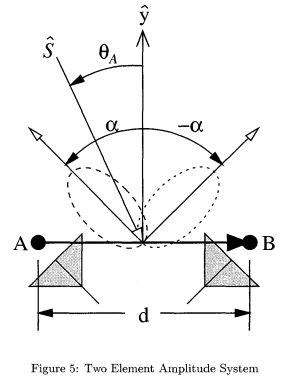 ŷ
Ŝ
θ_A
α
-α
A
B
d
Figure 5: Two Element Amplitude System